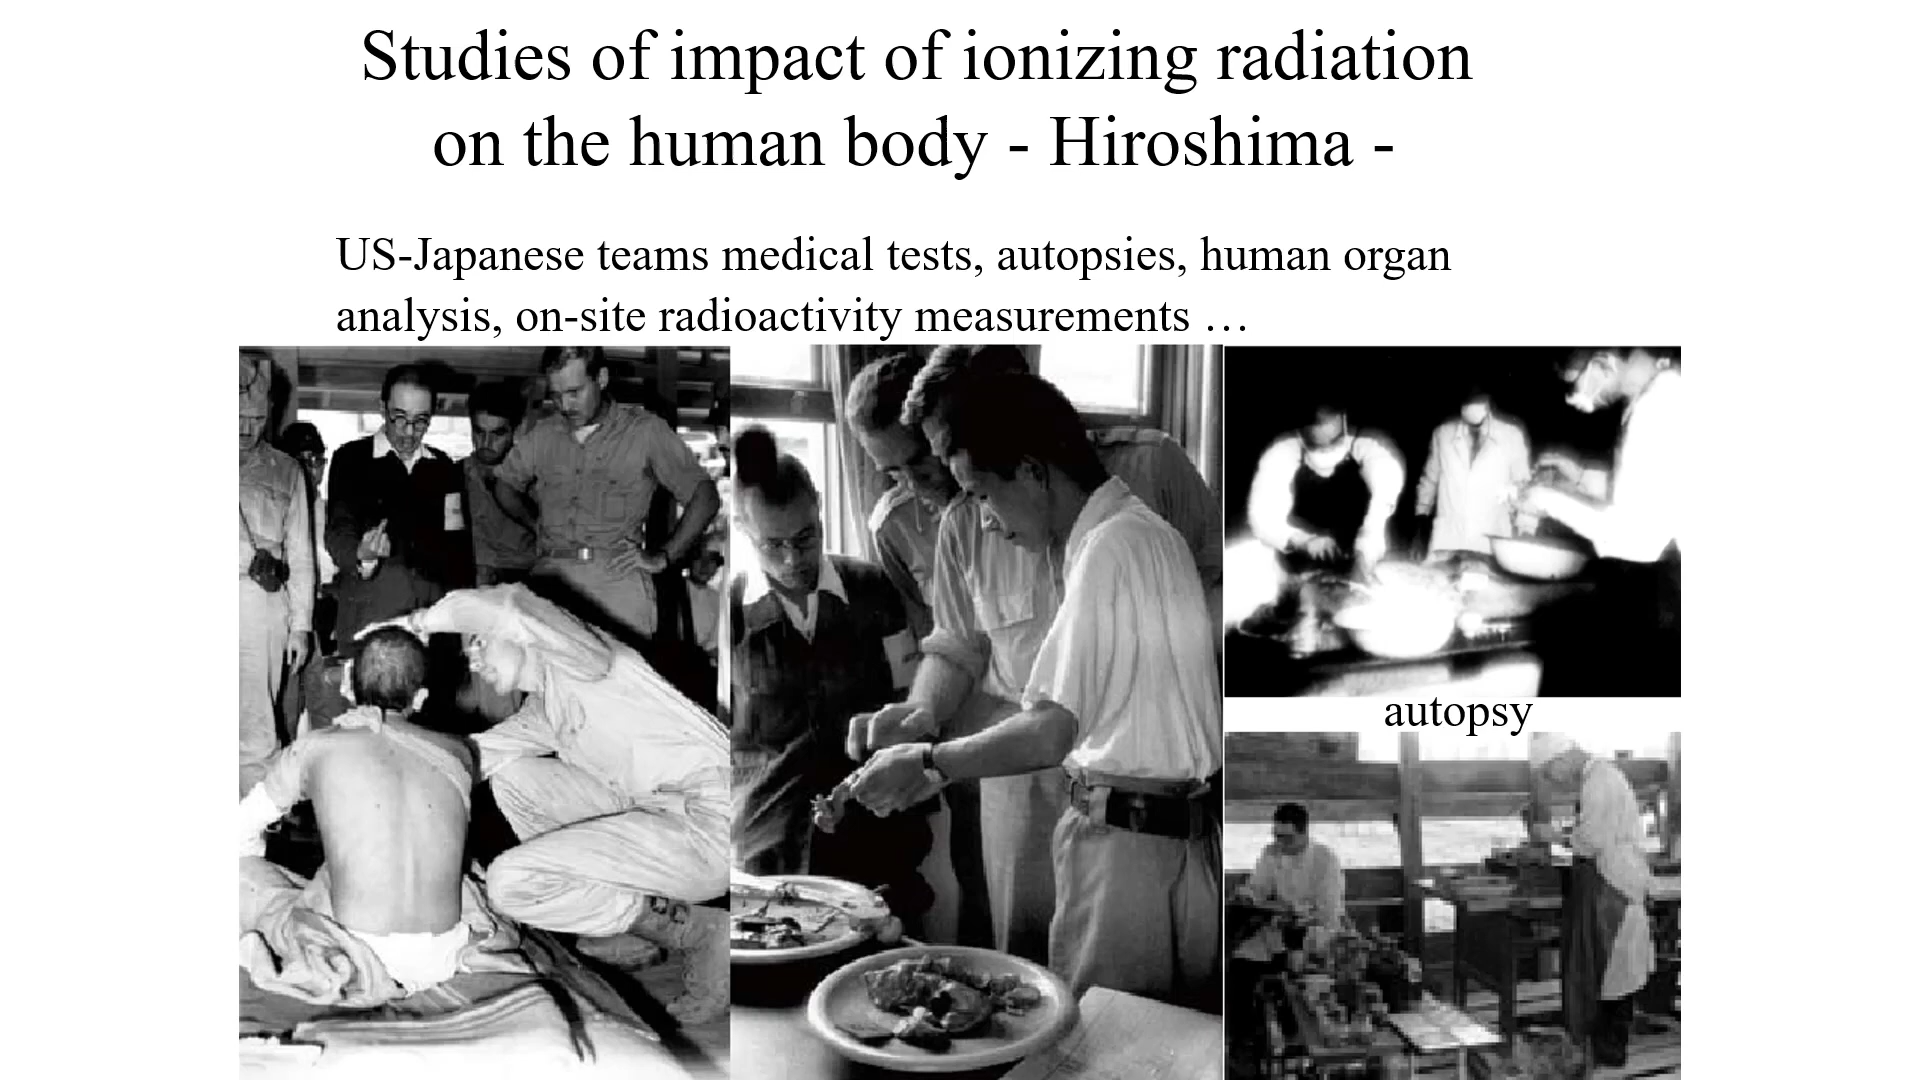 Studies of impact of ionizing radiation
on the human body - Hiroshima -
US-Japanese teams medical tests, autopsies, human organ
analysis, on-site radioactivity measurements …
autopsy